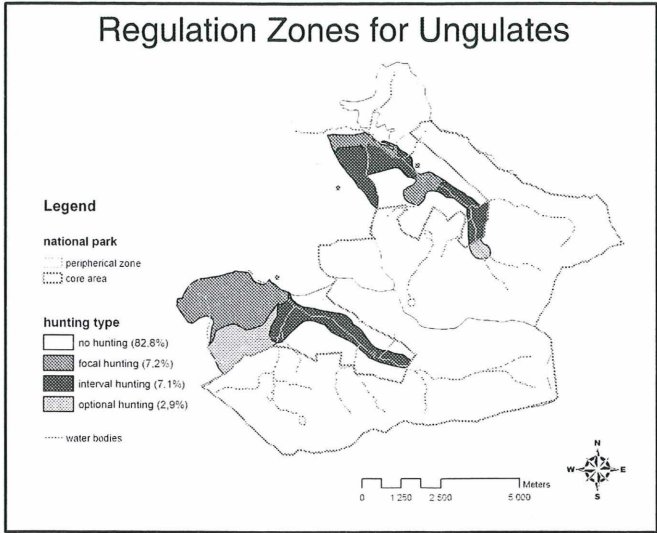 Regulation Zones for Ungulates
Legend
national park
peripherical zone
core area
hunting type
no hunting (82.8%)
focal hunting (7.2%)
interval hunting (7.1%)
optional hunting (2,9%)
water bodies
N
W E
S
Meters
0 1 250 2 500 5 000